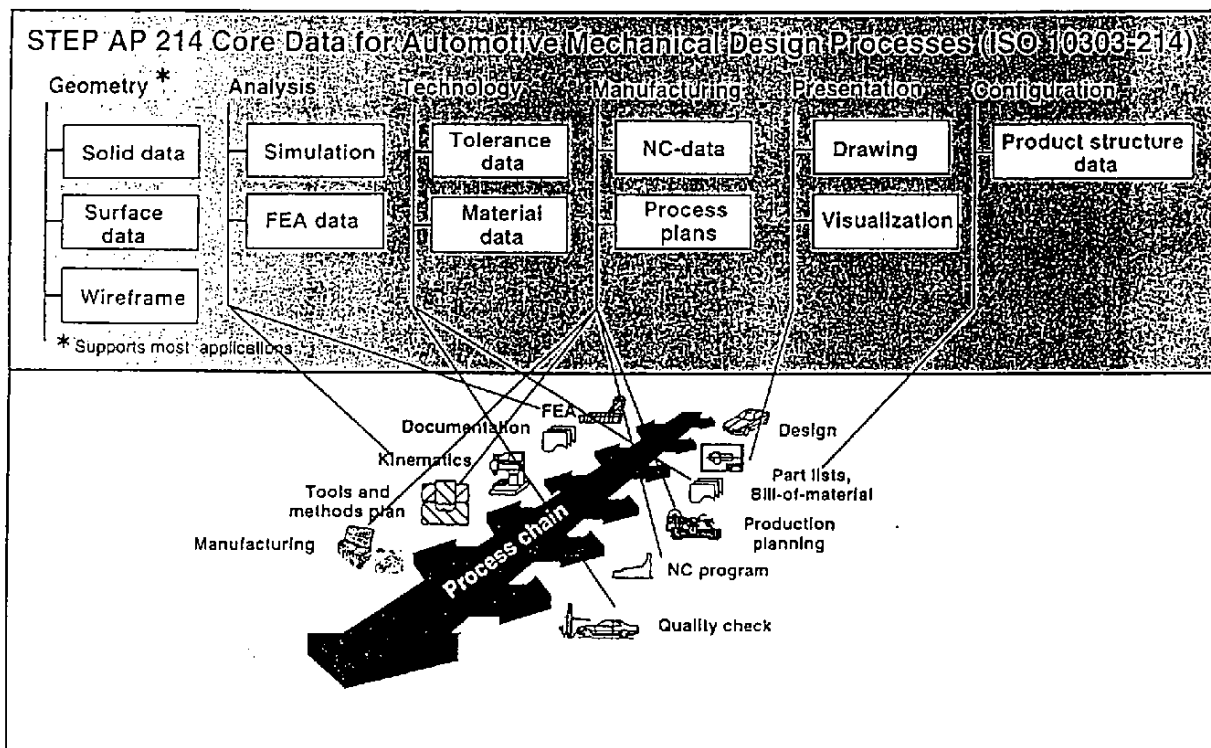 STEP AP 214 Core Data for Automotive Mechanical Design Processes (ISO 10303-214)
Geometry *
Analysis
Technology
Manufacturing
Presentation
Configuration
Solid data
Simulation
Tolerance
data
NC-data
Drawing
Product structure
data
Surface
data
FEA data
Material
data
Process
plans
Visualization
Wireframe
* Supports most applications
FEA
Documentation
Design
Kinematics
Part lists,
Bill-of-material
Tools and
methods plan
Production
planning
Manufacturing
Process chain
NC program
Quality check